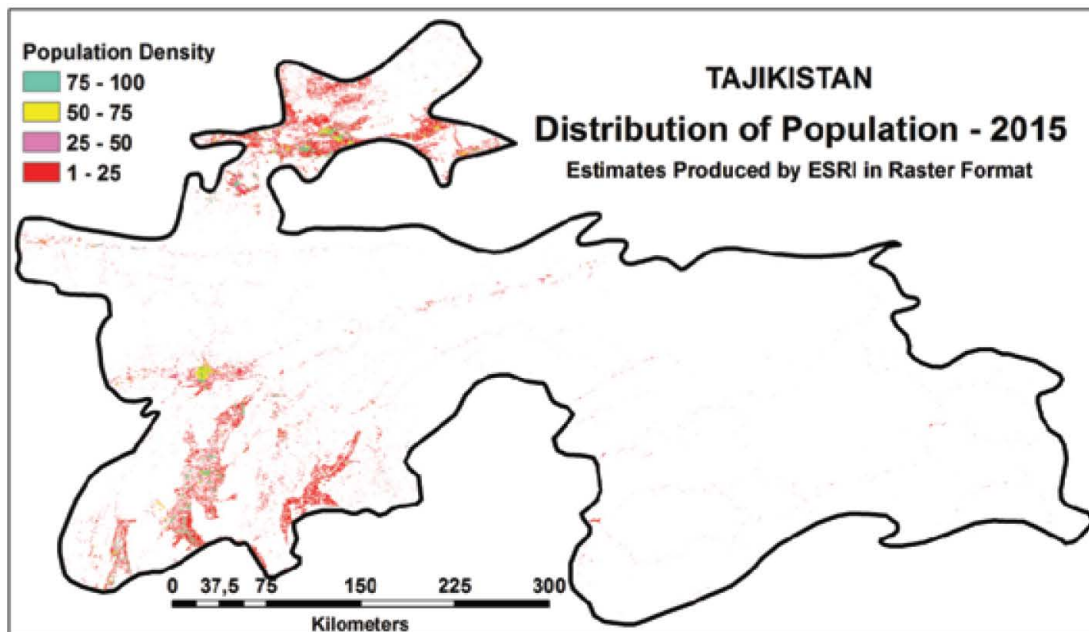 Population Density
75 - 100
50 - 75
25 - 50
1 - 25
TAJIKISTAN
Distribution of Population - 2015
Estimates Produced by ESRI in Raster Format
0 37,5 75 150 225 300
Kilometers